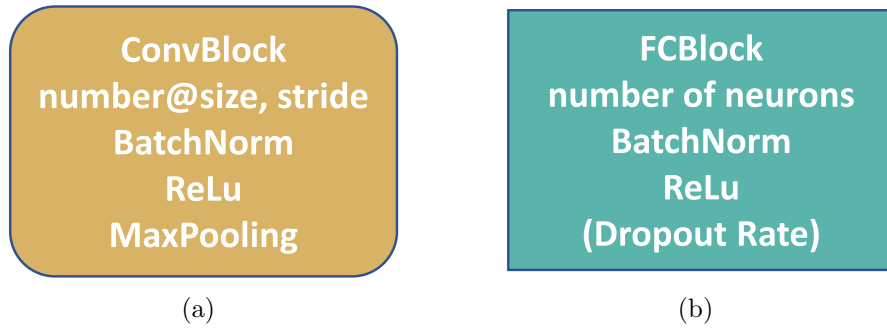 ConvBlock
number@size, stride
BatchNorm
ReLu
MaxPooling
(a)
FCBlock
number of neurons
BatchNorm
ReLu
(Dropout Rate)
(b)